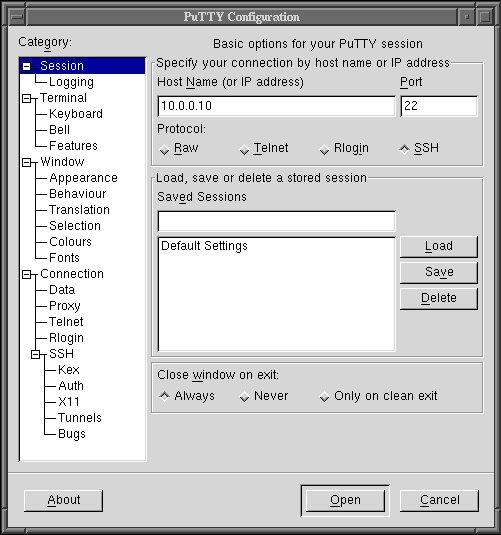 PuTTY Configuration
Category:
Session
Logging
Terminal
Keyboard
Bell
Features
Window
Appearance
Behaviour
Translation
Selection
Colours
Fonts
Connection
Data
Proxy
Telnet
Rlogin
SSH
Kex
Auth
X11
Tunnels
Bugs
Basic options for your PuTTY session
Specify your connection by host name or IP address
Host Name (or IP address) Port
10.0.0.10 22
Protocol:
Raw Telnet Rlogin SSH
Load, save or delete a stored session
Saved Sessions
Default Settings
Load
Save
Delete
Close window on exit:
Always Never Only on clean exit
About Open Cancel